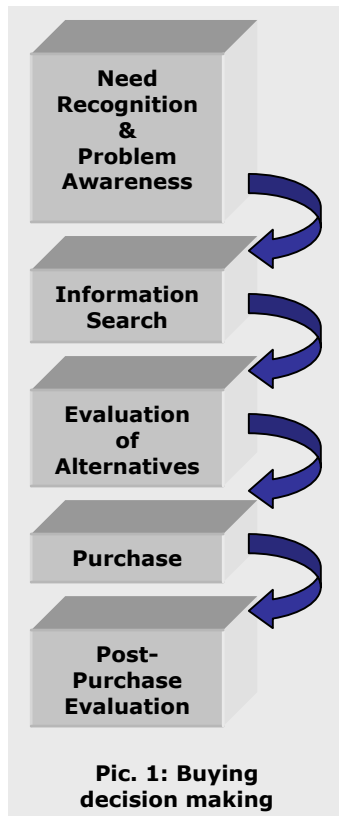 Need
Recognition
&
Problem
Awareness
Information
Search
Evaluation
of
Alternatives
Purchase
Post-
Purchase
Evaluation
Pic. 1: Buying
decision making